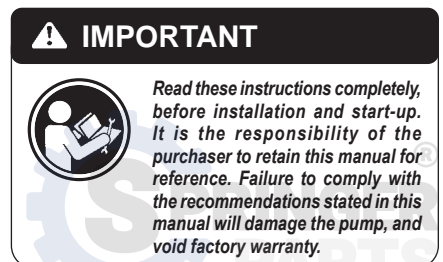 IMPORTANT
Read these instructions completely,
before installation and start-up.
It is the responsibility of the
purchaser to retain this manual for
reference. Failure to comply with
the recommendations stated in this
manual will damage the pump, and
void factory warranty.
SPRINGER
PARTS
®